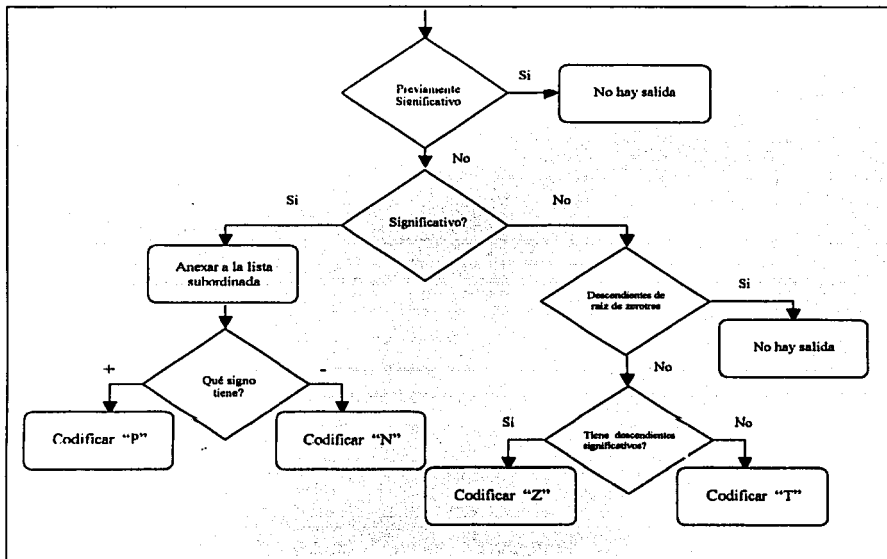 Previamente
Significativo
Si
No hay salida
No
Significativo?
Si
No
Anexar a la lista
subordinada
Descendientes de
raiz de zerotres
Si
No hay salida
No
Qué signo
tiene?
+
-
Codificar “P”
Codificar “N”
Tiene descendientes
significativos?
Si
No
Codificar “Z”
Codificar “T”